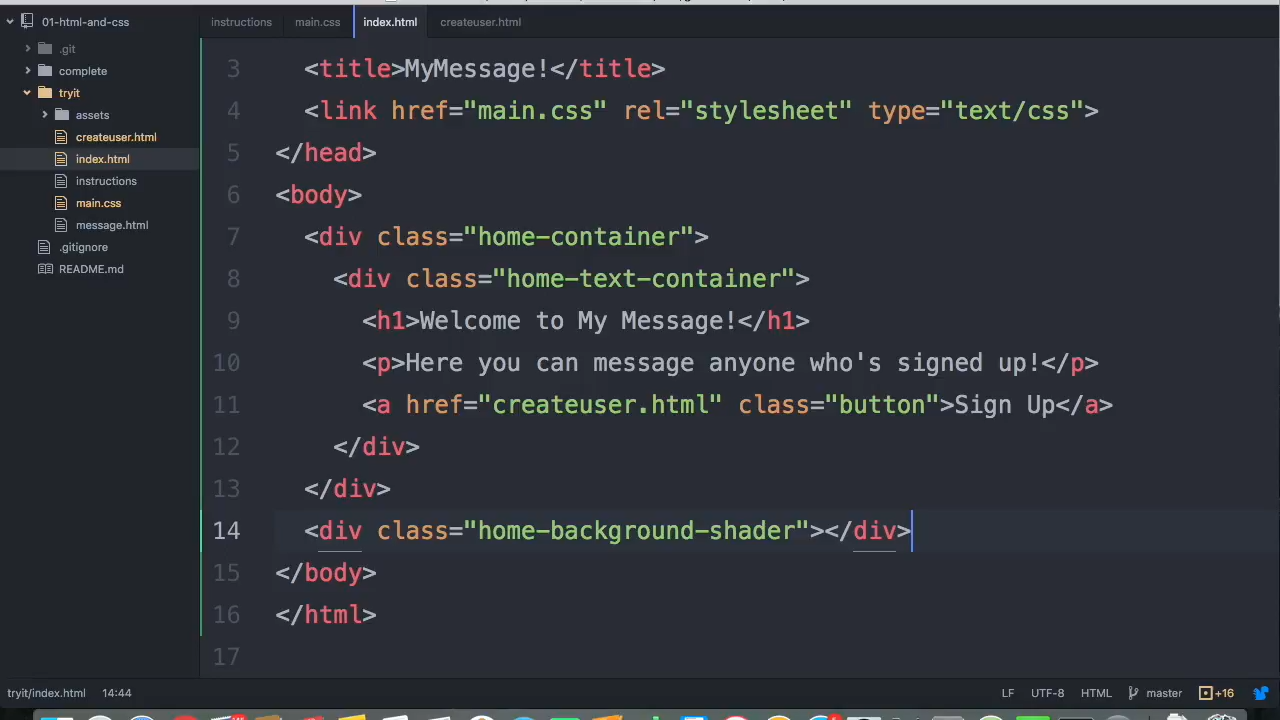 01-html-and-css
.git
complete
tryit
assets
createuser.html
index.html
instructions
main.css
message.html
.gitignore
README.md
instructions main.css index.html createuser.html
3 <title>MyMessage!</title>
4 <link href="main.css" rel="stylesheet" type="text/css">
5 </head>
6 <body>
7 <div class="home-container">
8 <div class="home-text-container">
9 <h1>Welcome to My Message!</h1>
10 <p>Here you can message anyone who's signed up!</p>
11 <a href="createuser.html" class="button">Sign Up</a>
12 </div>
13 </div>
14 <div class="home-background-shader"></div>
15 </body>
16 </html>
17
tryit/index.html 14:44 LF UTF-8 HTML master +16